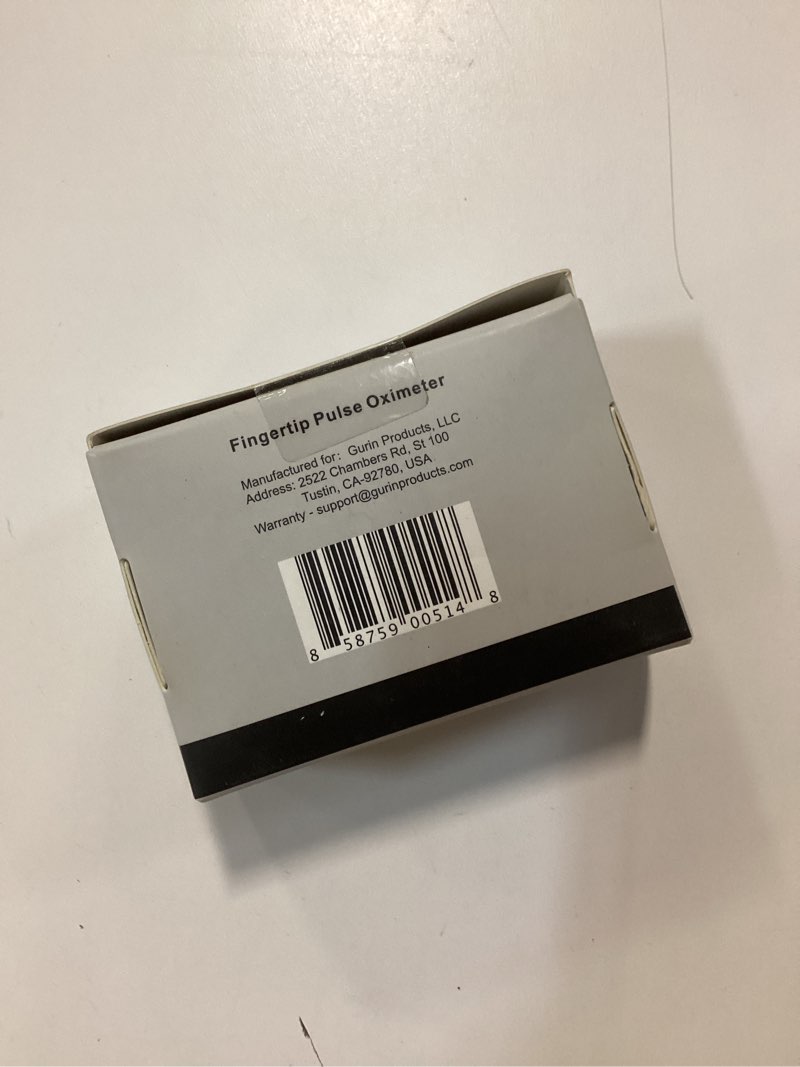 Fingertip Pulse Oximeter
Manufactured for: Gurin Products, LLC
Address: 2522 Chambers Rd, St 100
Tustin, CA-92780, USA
Warranty - support@gurinproducts.com
8 58759 00514 8